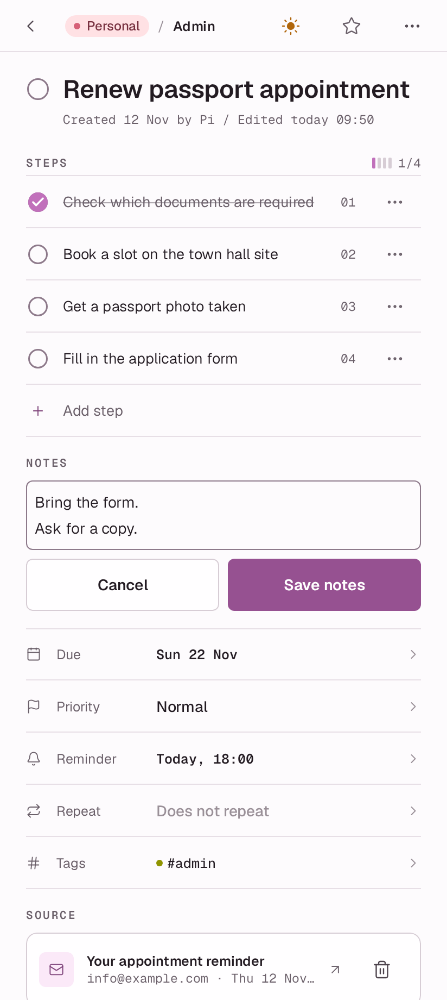 Personal / Admin
Renew passport appointment
Created 12 Nov by Pi / Edited today 09:50
STEPS 1/4
Check which documents are required 01
Book a slot on the town hall site 02
Get a passport photo taken 03
Fill in the application form 04
+ Add step
NOTES
Bring the form.
Ask for a copy.
Cancel Save notes
Due Sun 22 Nov
Priority Normal
Reminder Today, 18:00
Repeat Does not repeat
Tags #admin
SOURCE
Your appointment reminder
info@example.com · Thu 12 Nov…